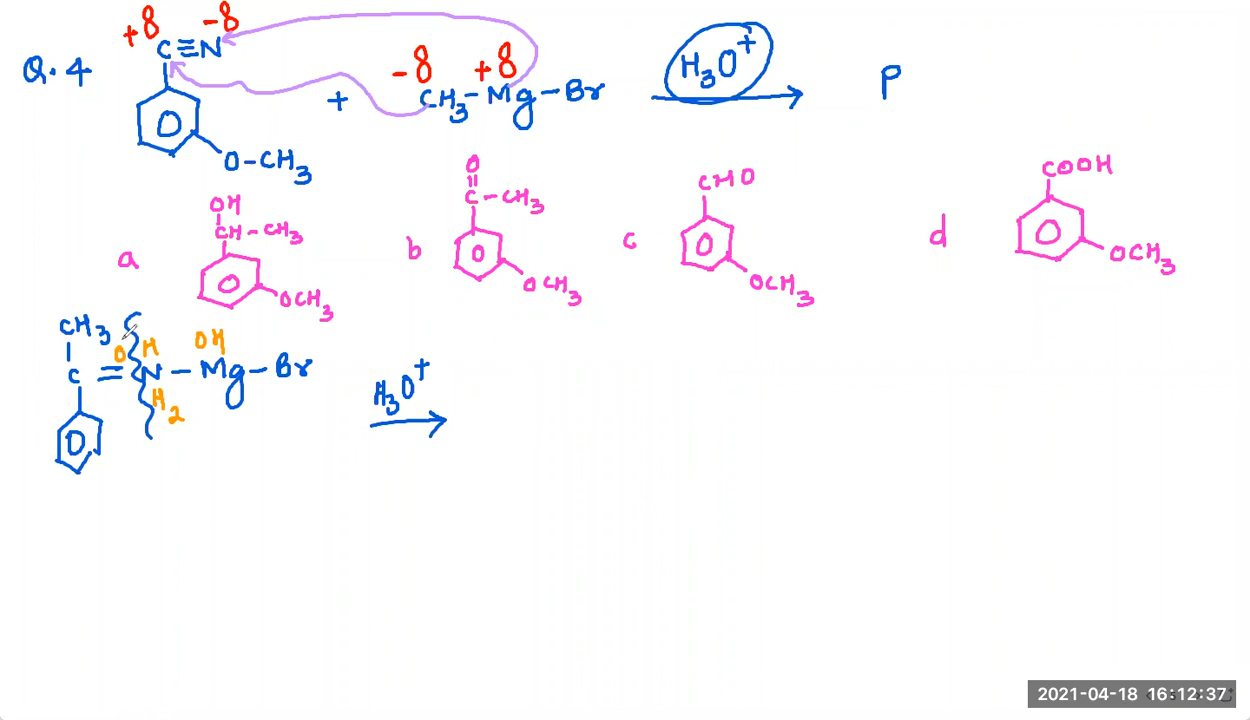 Q.4
+δ -δ
C≡N
+
-δ +δ
CH3-Mg-Br
H3O+
P
O-CH3
a
OH
CH-CH3
OCH3
b
O
C-CH3
OCH3
c
CHO
OCH3
d
COOH
OCH3
CH3
O H OH
C=N-Mg-Br
H2
H3O+
2021-04-18 16:12:37